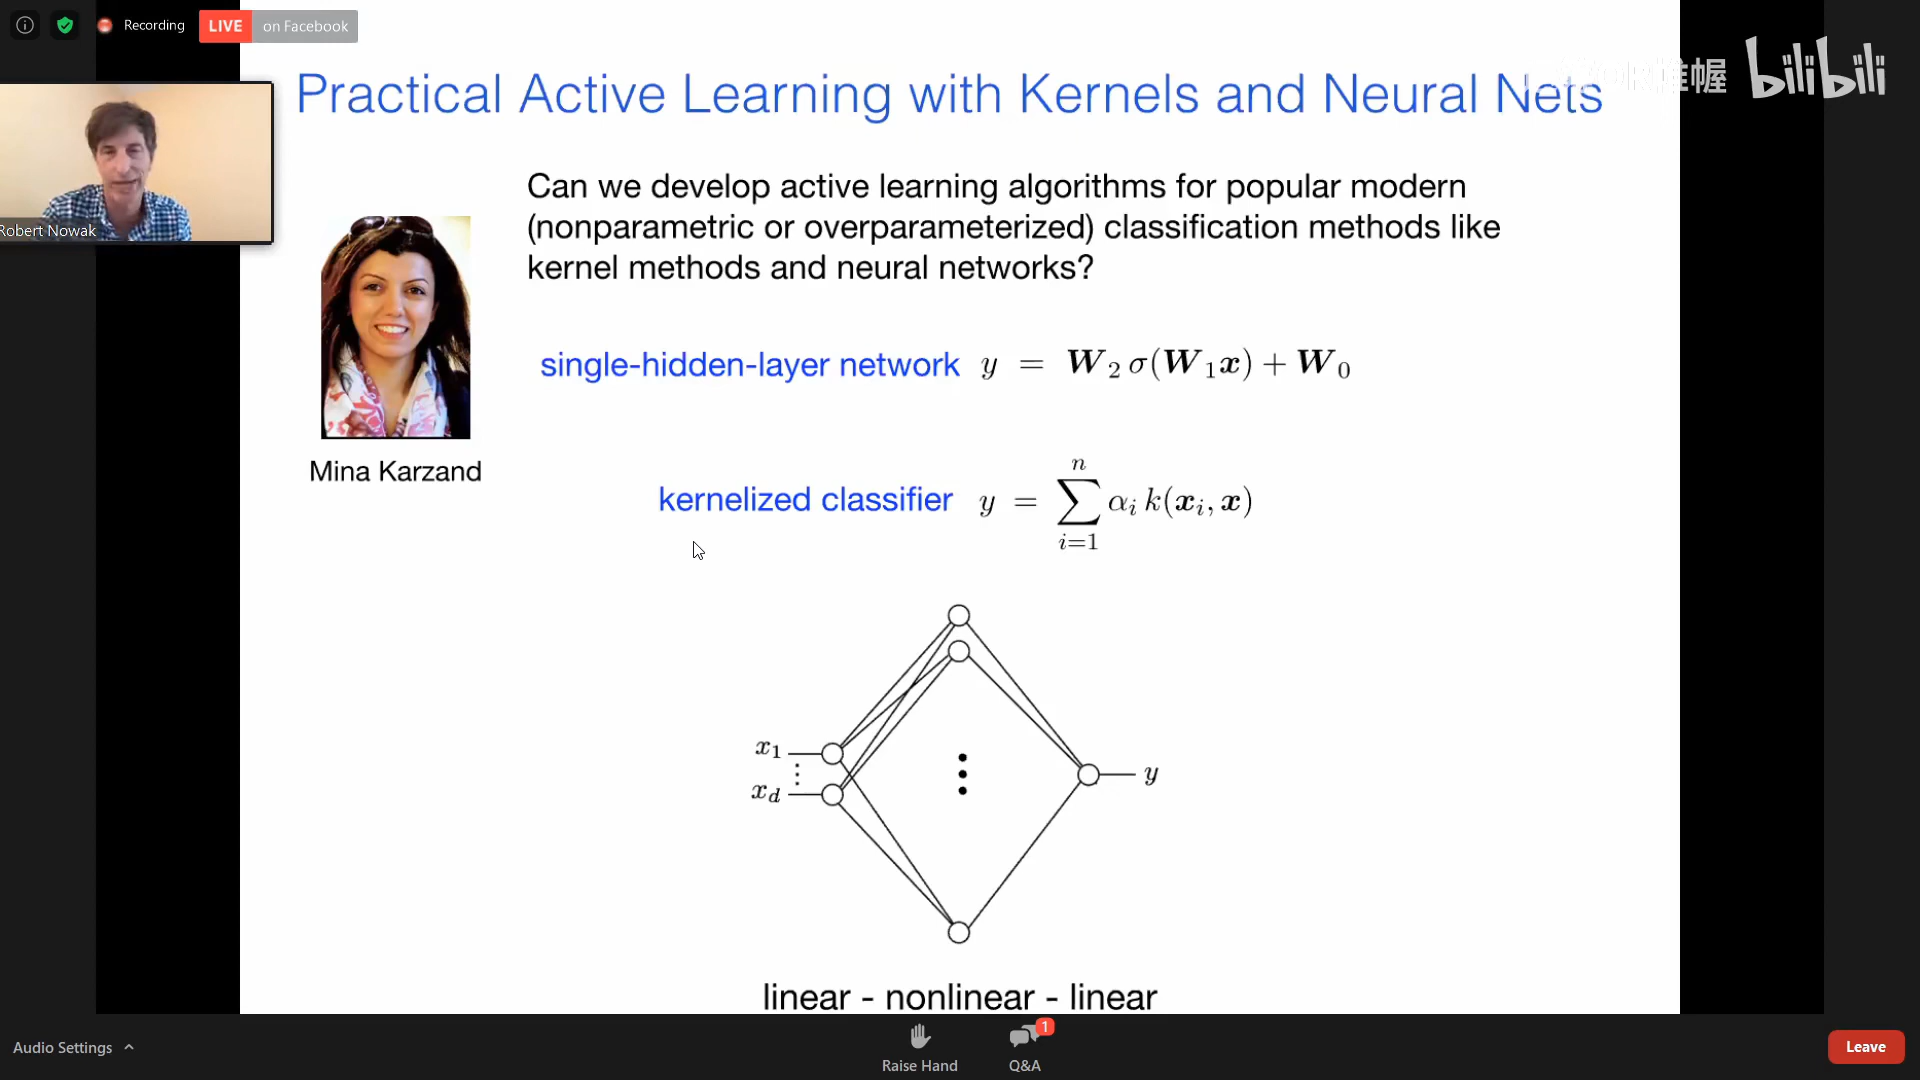 Recording
LIVE on Facebook
Practical Active Learning with Kernels and Neural Nets
bilibili
Robert Nowak
Can we develop active learning algorithms for popular modern
(nonparametric or overparameterized) classification methods like
kernel methods and neural networks?
single-hidden-layer network y = W₂ σ(W₁x) + W₀
Mina Karzand
kernelized classifier y = ∑ⁿᵢ₌₁ αᵢ k(xᵢ, x)
x₁
⋮
x_d
y
linear - nonlinear - linear
Audio Settings
Raise Hand
Q&A
1
Leave